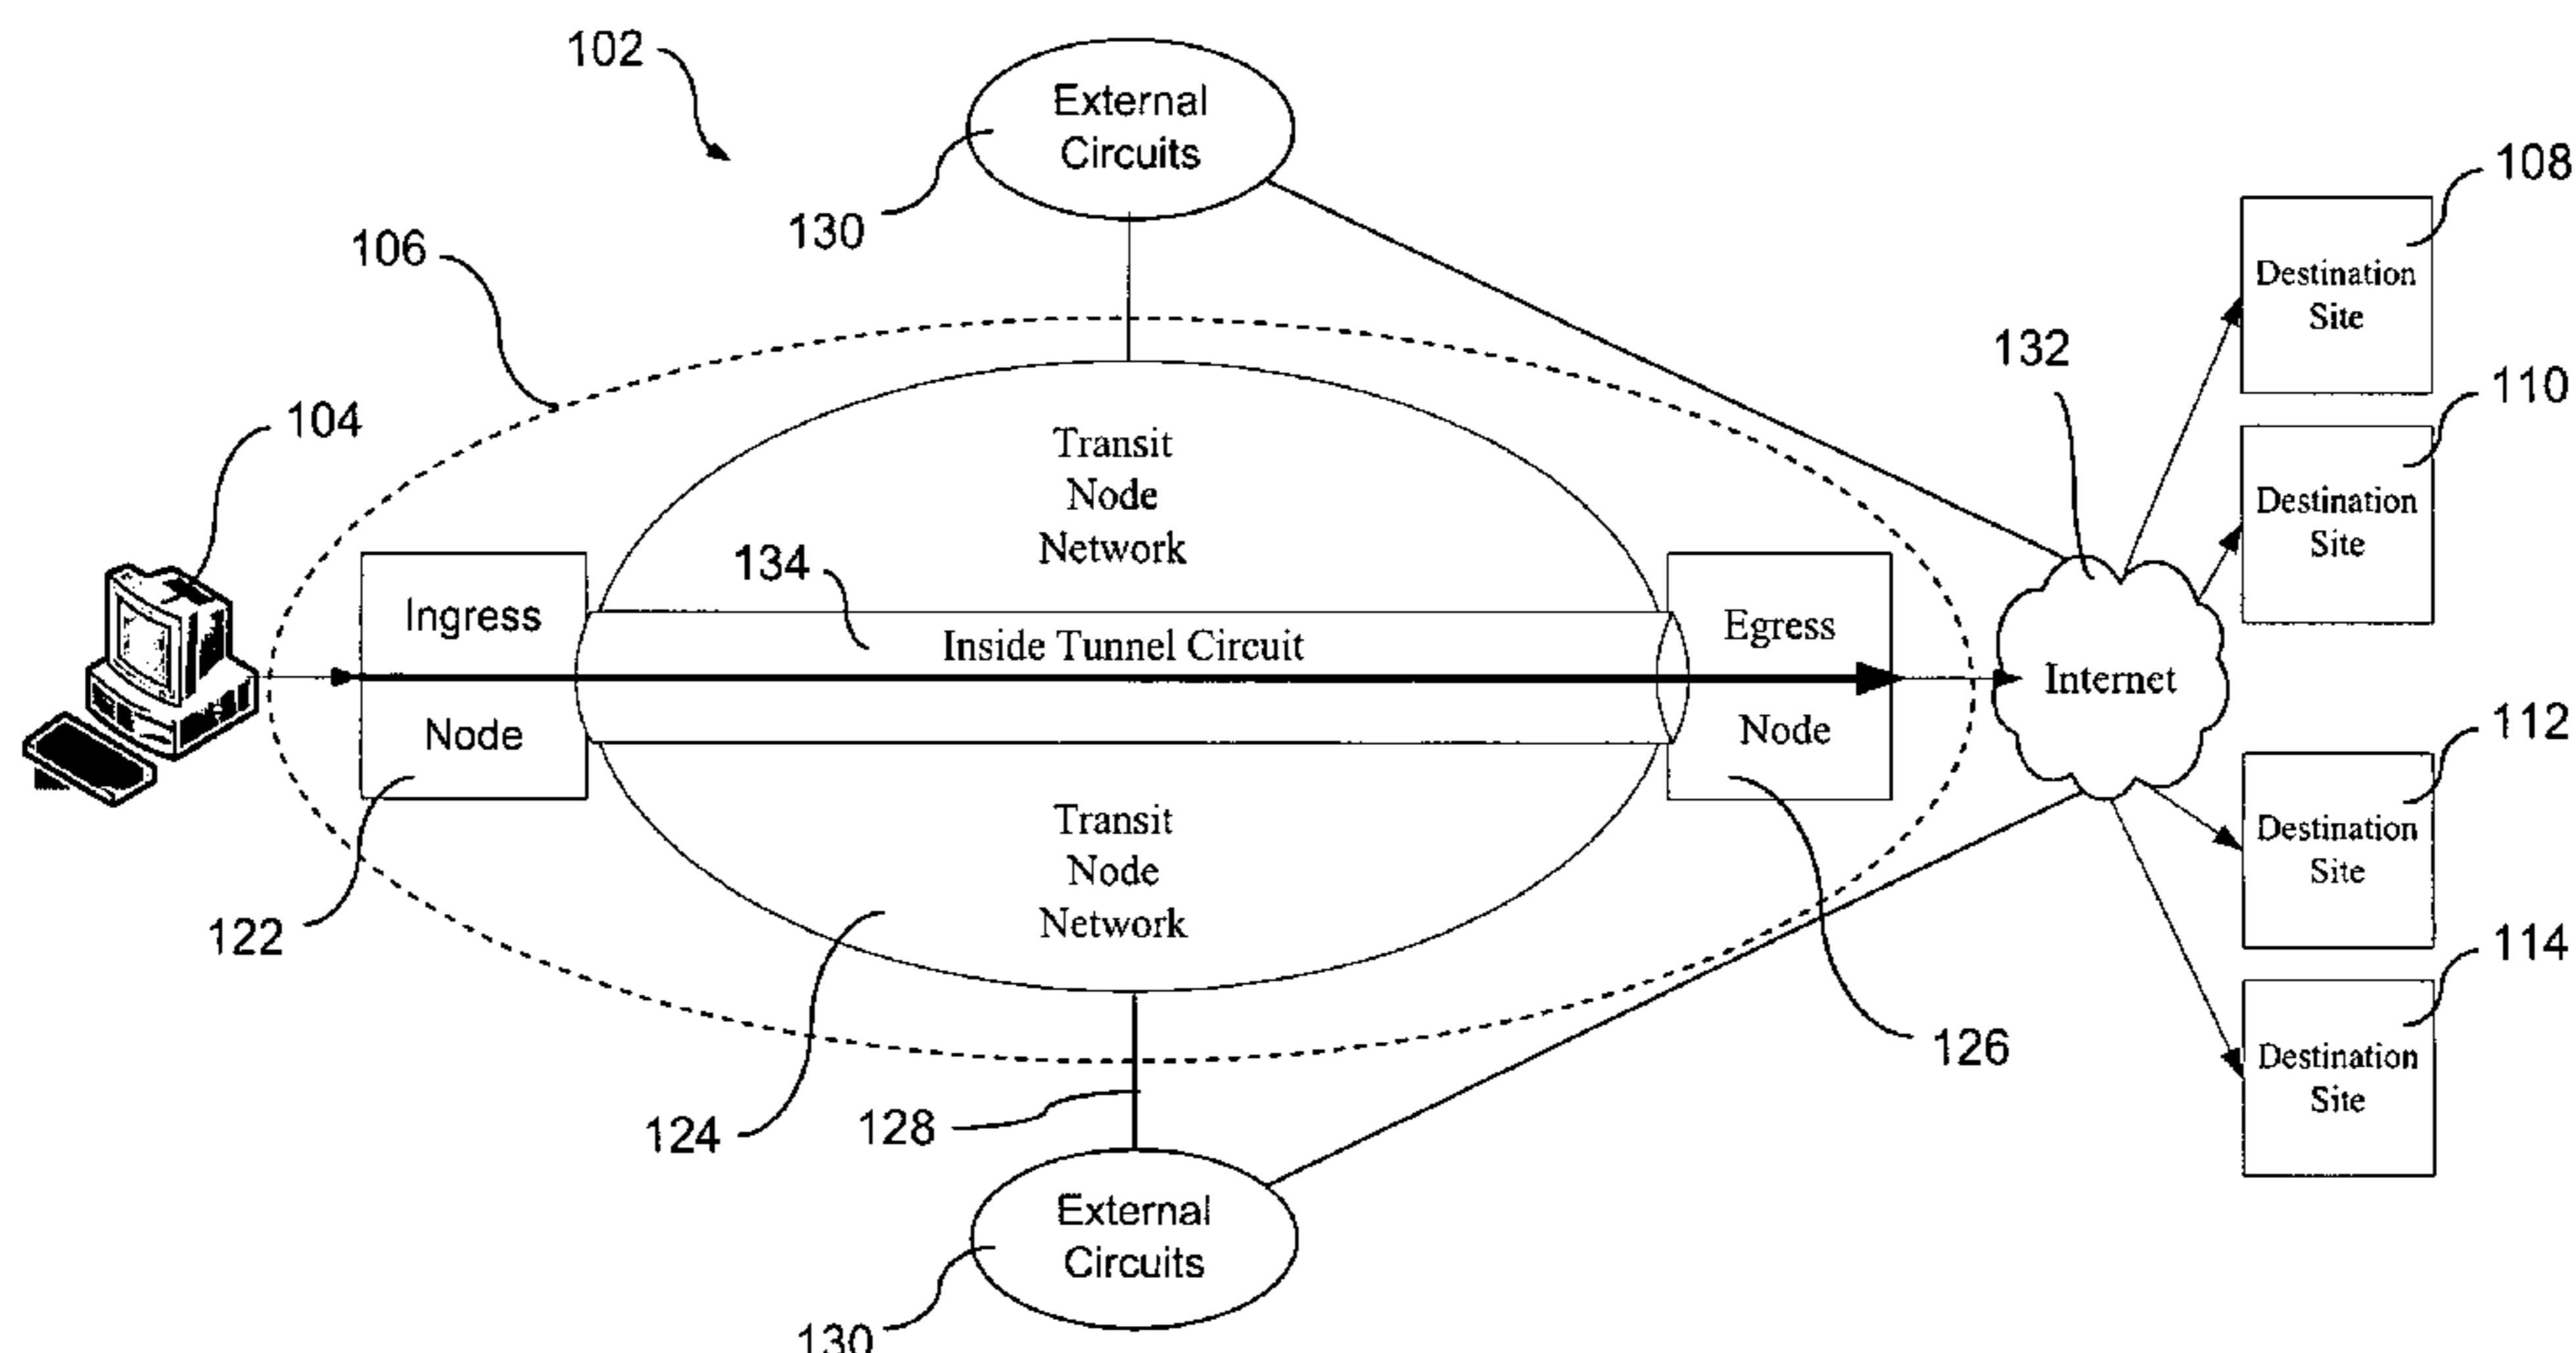 102
External
Circuits
130
106
108
Destination
Site
132
110
Destination
Site
104
Transit
Node
Network
134
Ingress
Node
Inside Tunnel Circuit
Egress
Node
Internet
112
Destination
Site
122
Transit
Node
Network
114
Destination
Site
124
128
126
External
Circuits
130